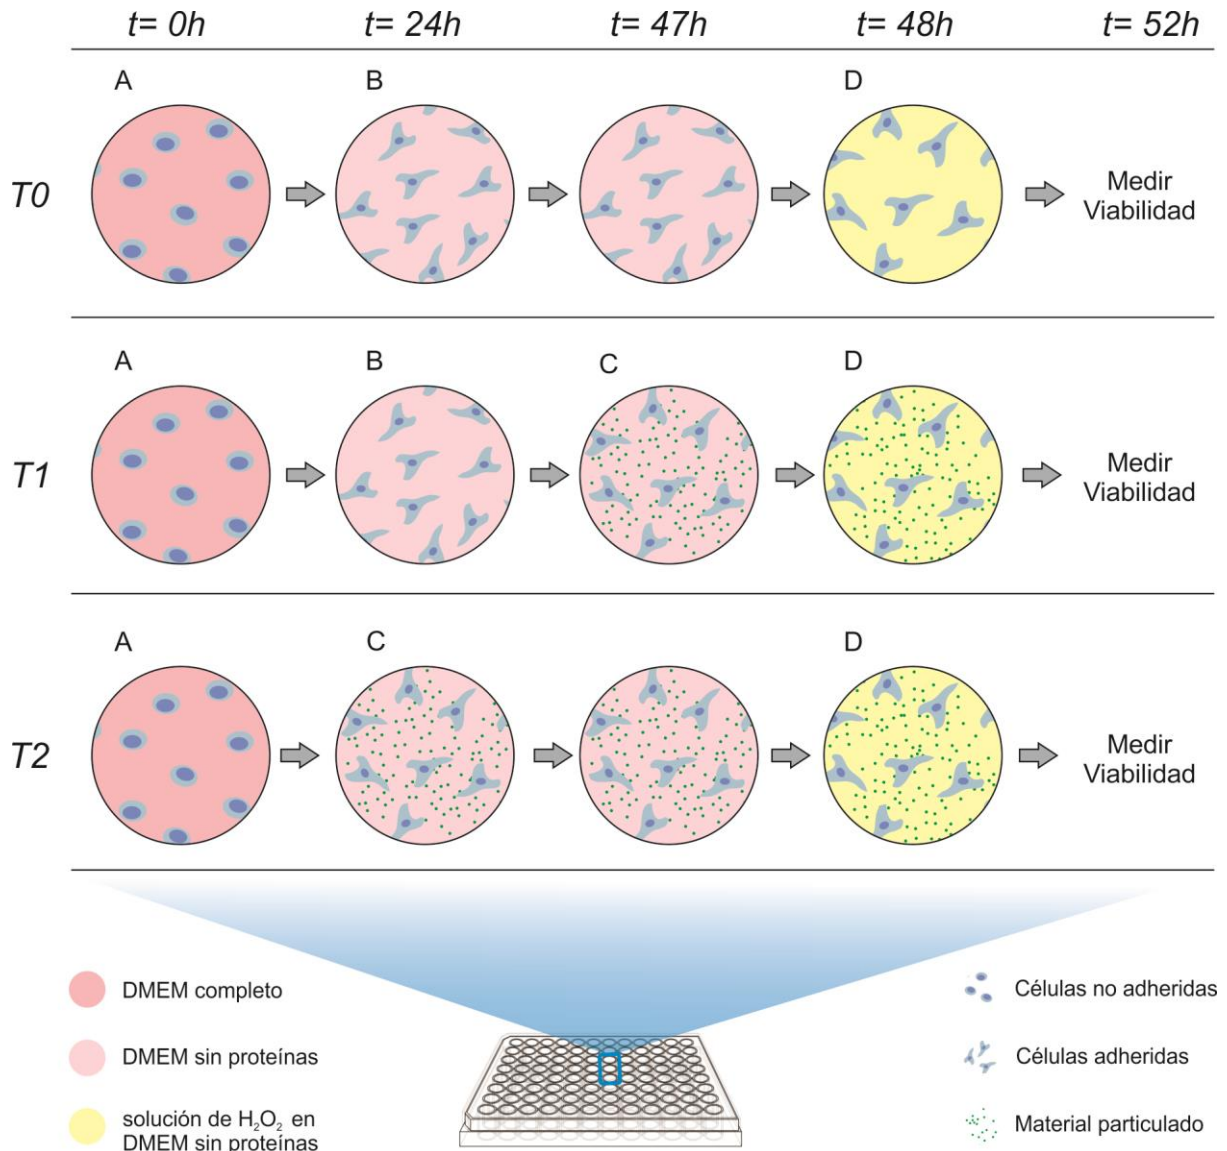 t= 0h t= 24h t= 47h t= 48h t= 52h
A B D
T0
Medir
Viabilidad
A B C D
T1
Medir
Viabilidad
A C D
T2
Medir
Viabilidad
DMEM completo
DMEM sin proteínas
solución de H₂O₂ en
DMEM sin proteínas
Células no adheridas
Células adheridas
Material particulado